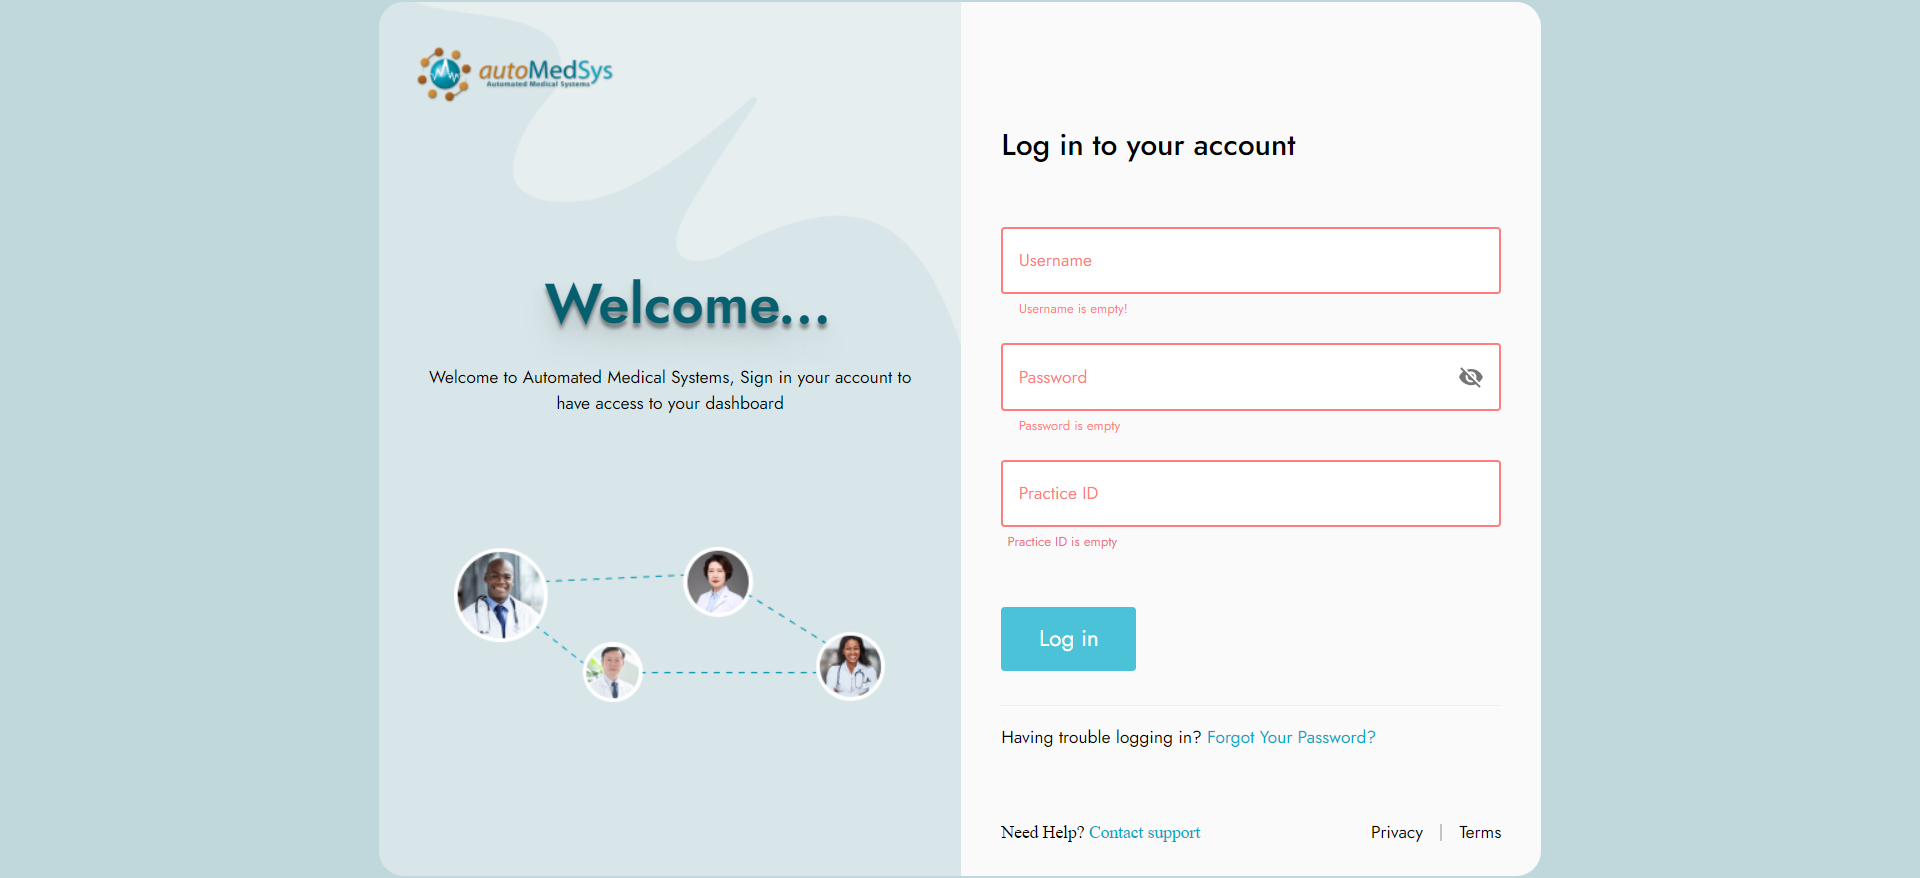 autoMedSys
Automated Medical Systems
Welcome...
Welcome to Automated Medical Systems, Sign in your account to
have access to your dashboard
Log in to your account
Username
Username is empty!
Password
Password is empty
Practice ID
Practice ID is empty
Log in
Having trouble logging in? Forgot Your Password?
Need Help? Contact support
Privacy | Terms